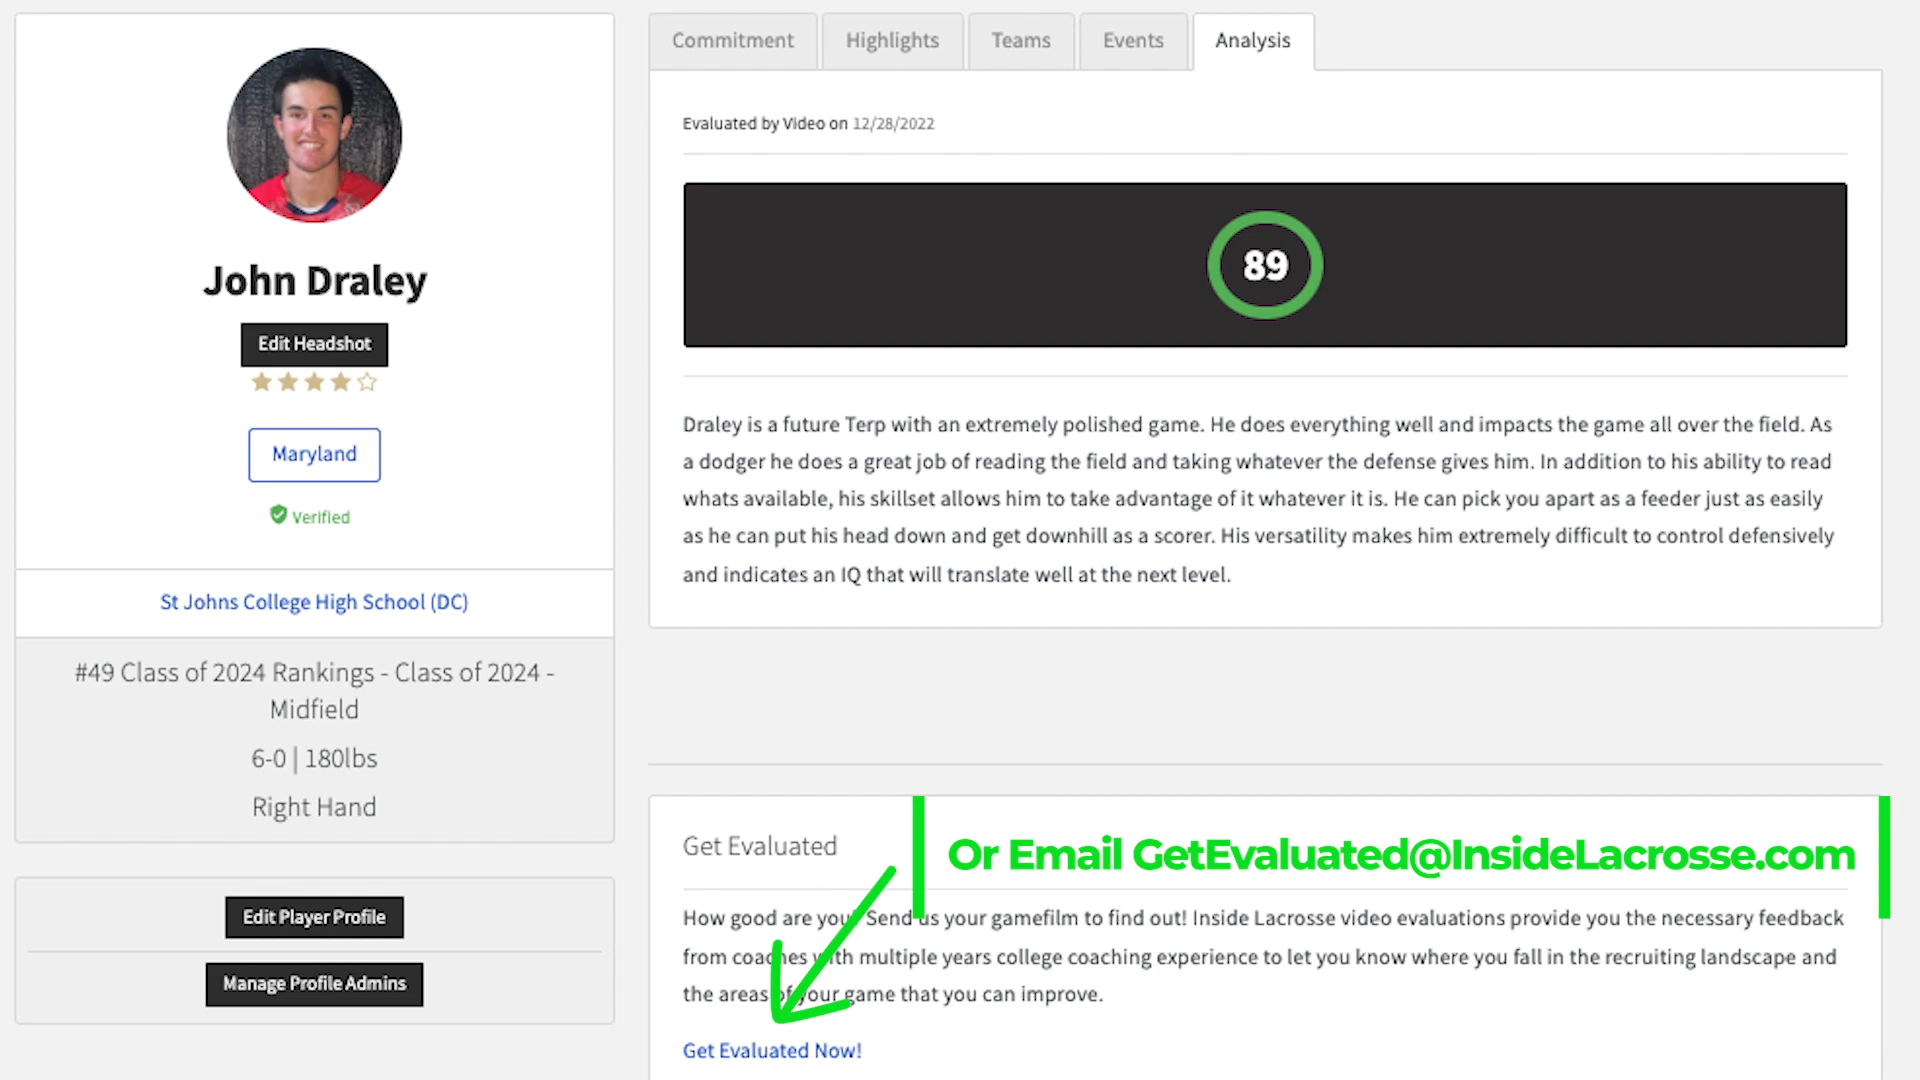 John Draley
Edit Headshot
Maryland
Verified
St Johns College High School (DC)
#49 Class of 2024 Rankings - Class of 2024 -
Midfield
6-0 | 180lbs
Right Hand
Edit Player Profile
Manage Profile Admins
Commitment
Highlights
Teams
Events
Analysis
Evaluated by Video on 12/28/2022
89
Draley is a future Terp with an extremely polished game. He does everything well and impacts the game all over the field. As
a dodger he does a great job of reading the field and taking whatever the defense gives him. In addition to his ability to read
whats available, his skillset allows him to take advantage of it whatever it is. He can pick you apart as a feeder just as easily
as he can put his head down and get downhill as a scorer. His versatility makes him extremely difficult to control defensively
and indicates an IQ that will translate well at the next level.
Get Evaluated
Or Email GetEvaluated@InsideLacrosse.com
How good are you? Send us your gamefilm to find out! Inside Lacrosse video evaluations provide you the necessary feedback
from coaches with multiple years college coaching experience to let you know where you fall in the recruiting landscape and
the areas of your game that you can improve.
Get Evaluated Now!